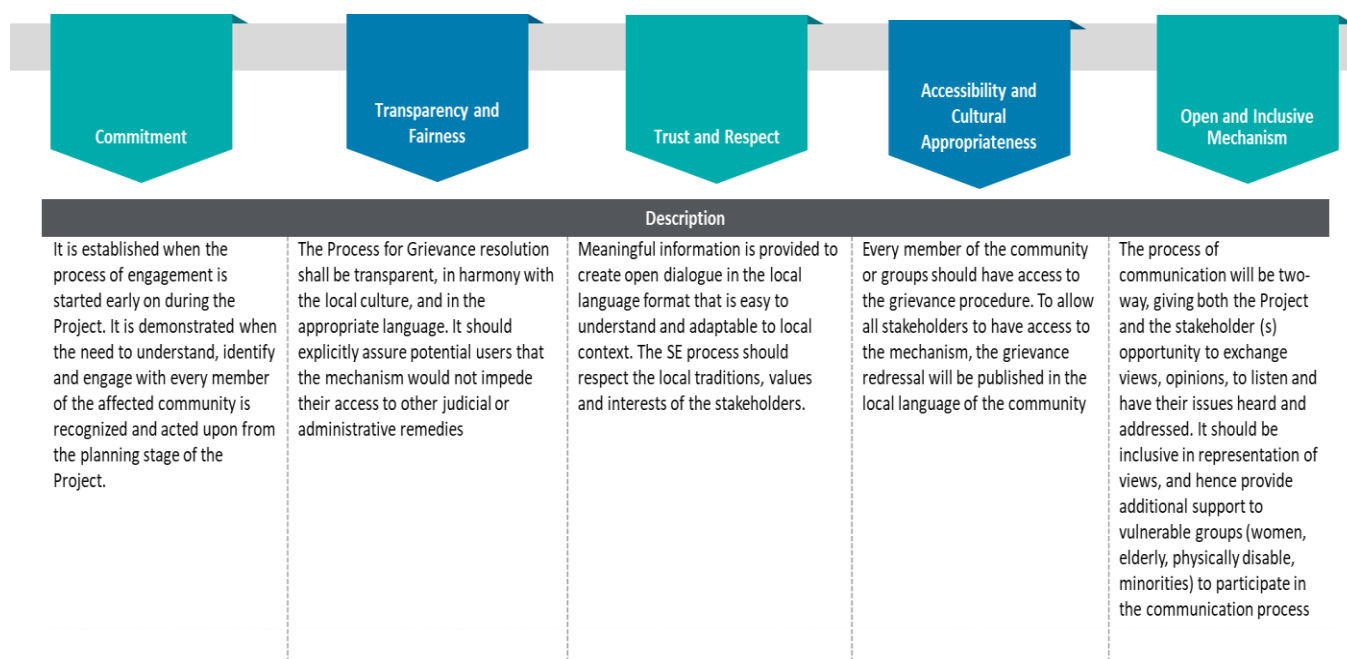 Commitment
Transparency and
Fairness
Trust and Respect
Accessibility and
Cultural
Appropriateness
Open and Inclusive
Mechanism
Description
It is established when the
process of engagement is
started early on during the
Project. It is demonstrated when
the need to understand, identify
and engage with every member
of the affected community is
recognized and acted upon from
the planning stage of the
Project.
The Process for Grievance resolution
shall be transparent, in harmony with
the local culture, and in the
appropriate language. It should
explicitly assure potential users that
the mechanism would not impede
their access to other judicial or
administrative remedies
Meaningful information is provided to
create open dialogue in the local
language format that is easy to
understand and adaptable to local
context. The SE process should
respect the local traditions, values
and interests of the stakeholders.
Every member of the community
or groups should have access to
the grievance procedure. To allow
all stakeholders to have access to
the mechanism, the grievance
redressal will be published in the
local language of the community
The process of
communication will be two-
way, giving both the Project
and the stakeholder (s)
opportunity to exchange
views, opinions, to listen and
have their issues heard and
addressed. It should be
inclusive in representation of
views, and hence provide
additional support to
vulnerable groups (women,
elderly, physically disable,
minorities) to participate in
the communication process